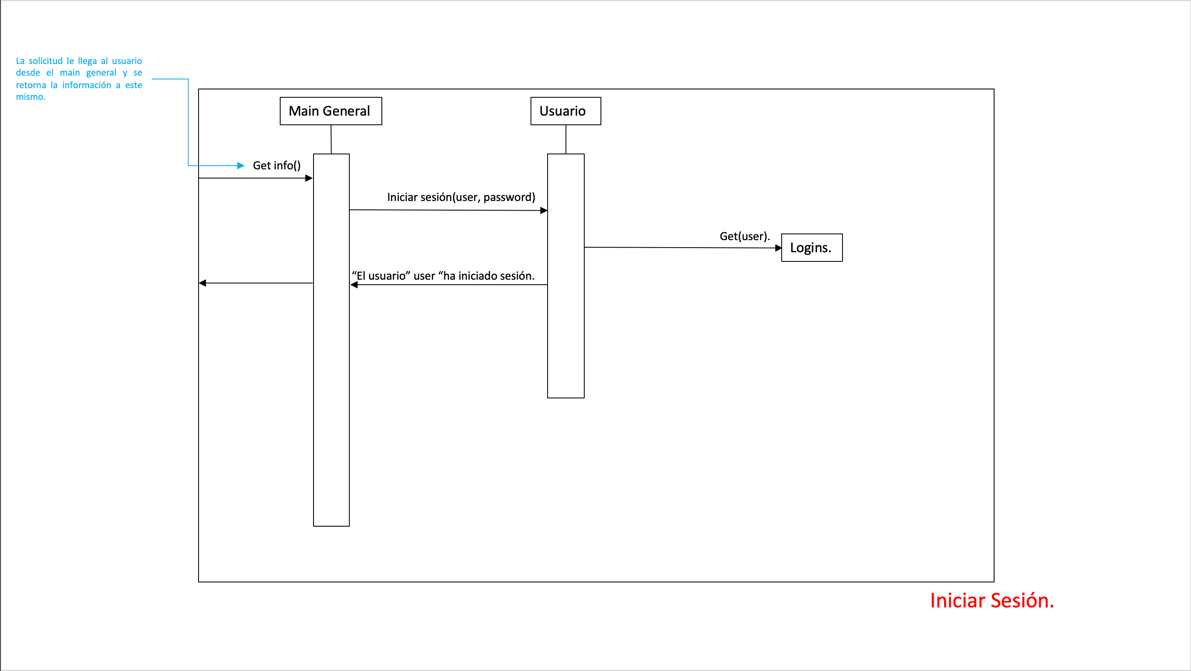 La solicitud le llega al usuario
desde el main general y se
retorna la información a este
mismo.
Main General
Usuario
Get info()
Iniciar sesión(user, password)
Get(user).
Logins.
“El usuario” user “ha iniciado sesión.
Iniciar Sesión.